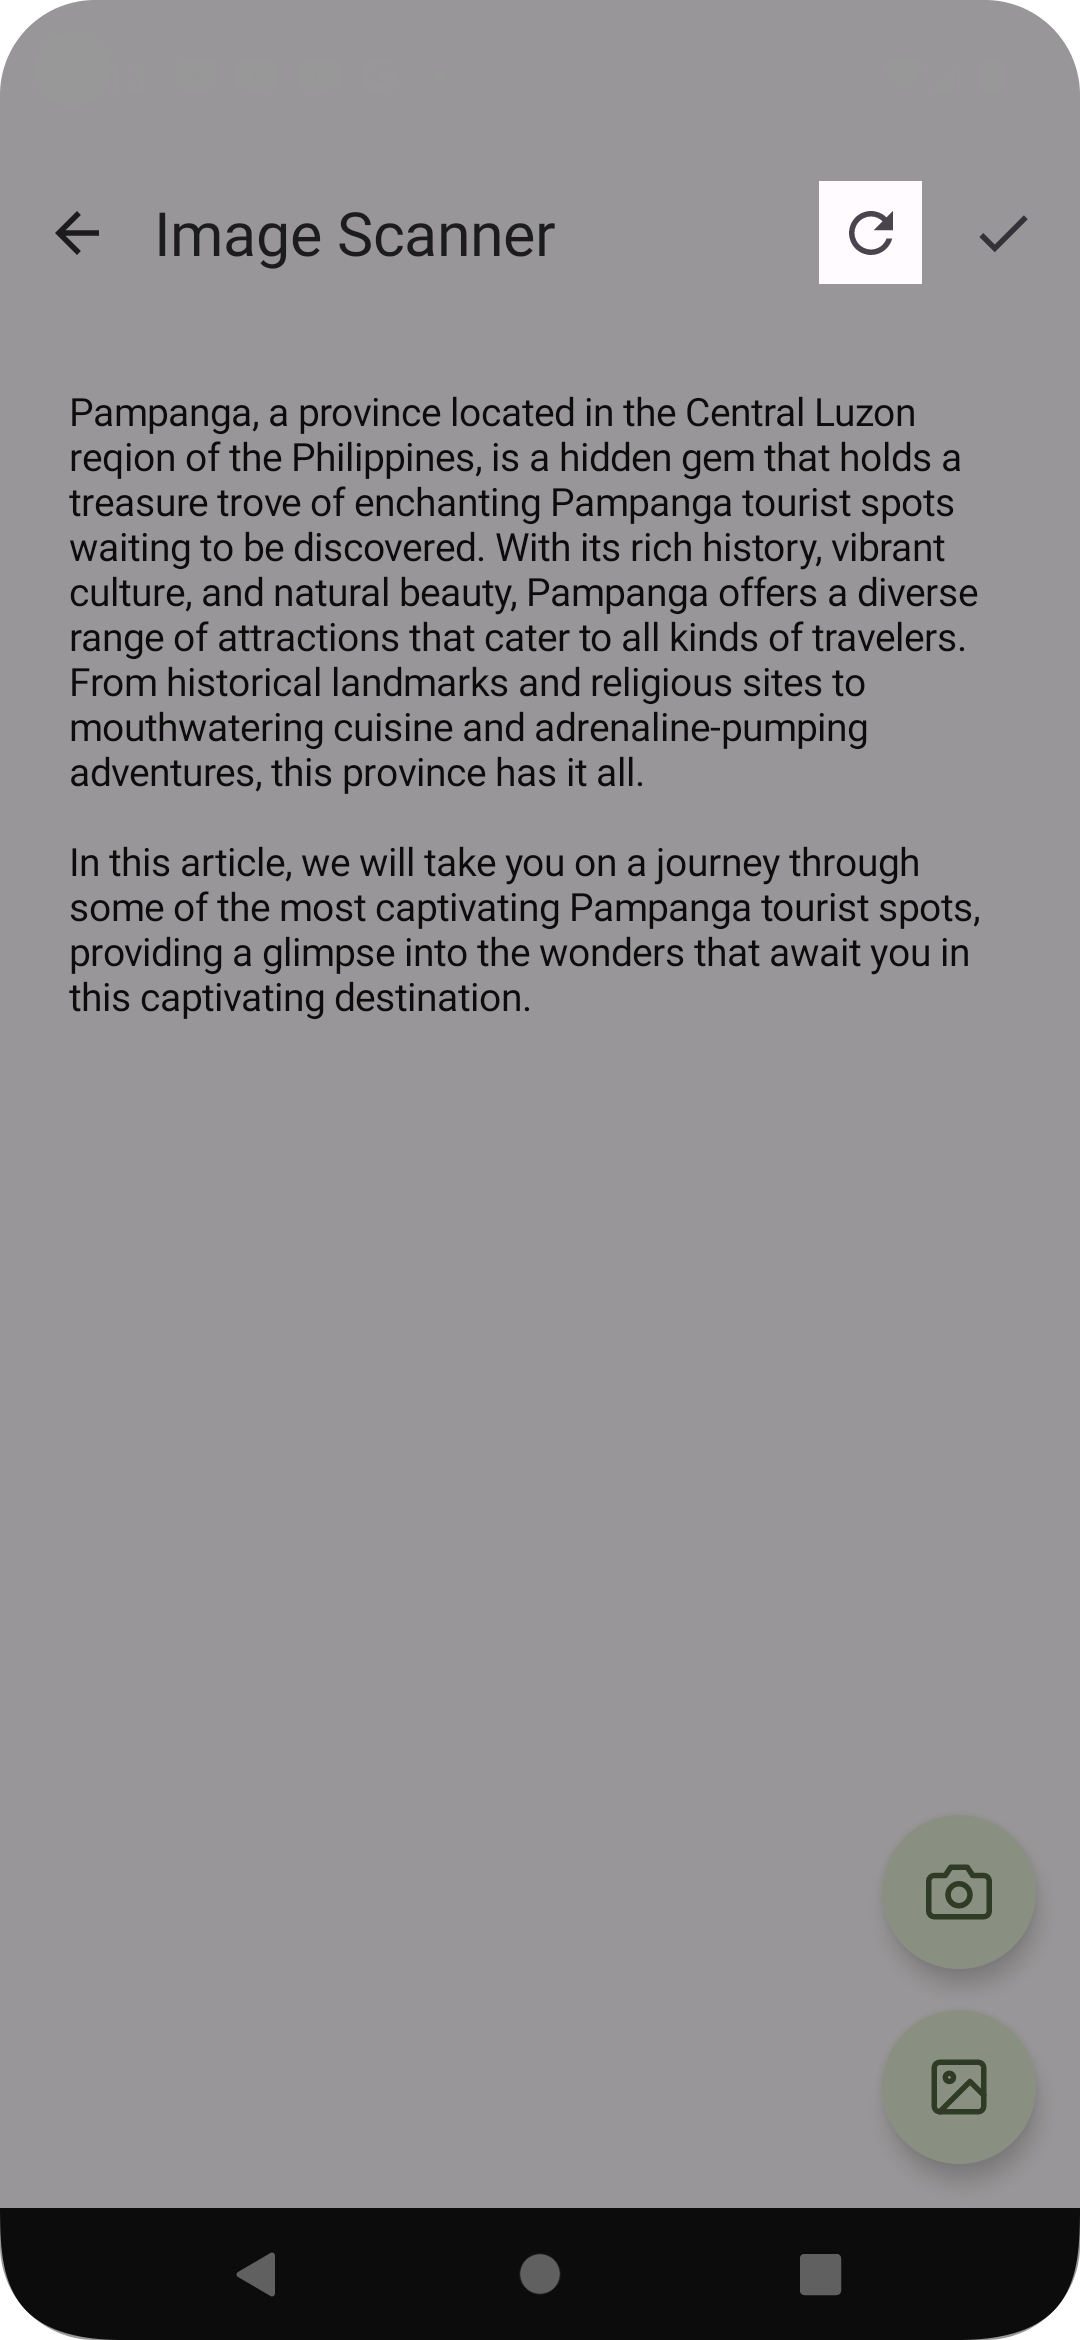 Image Scanner
Pampanga, a province located in the Central Luzon
reqion of the Philippines, is a hidden gem that holds a
treasure trove of enchanting Pampanga tourist spots
waiting to be discovered. With its rich history, vibrant
culture, and natural beauty, Pampanga offers a diverse
range of attractions that cater to all kinds of travelers.
From historical landmarks and religious sites to
mouthwatering cuisine and adrenaline-pumping
adventures, this province has it all.
In this article, we will take you on a journey through
some of the most captivating Pampanga tourist spots,
providing a glimpse into the wonders that await you in
this captivating destination.